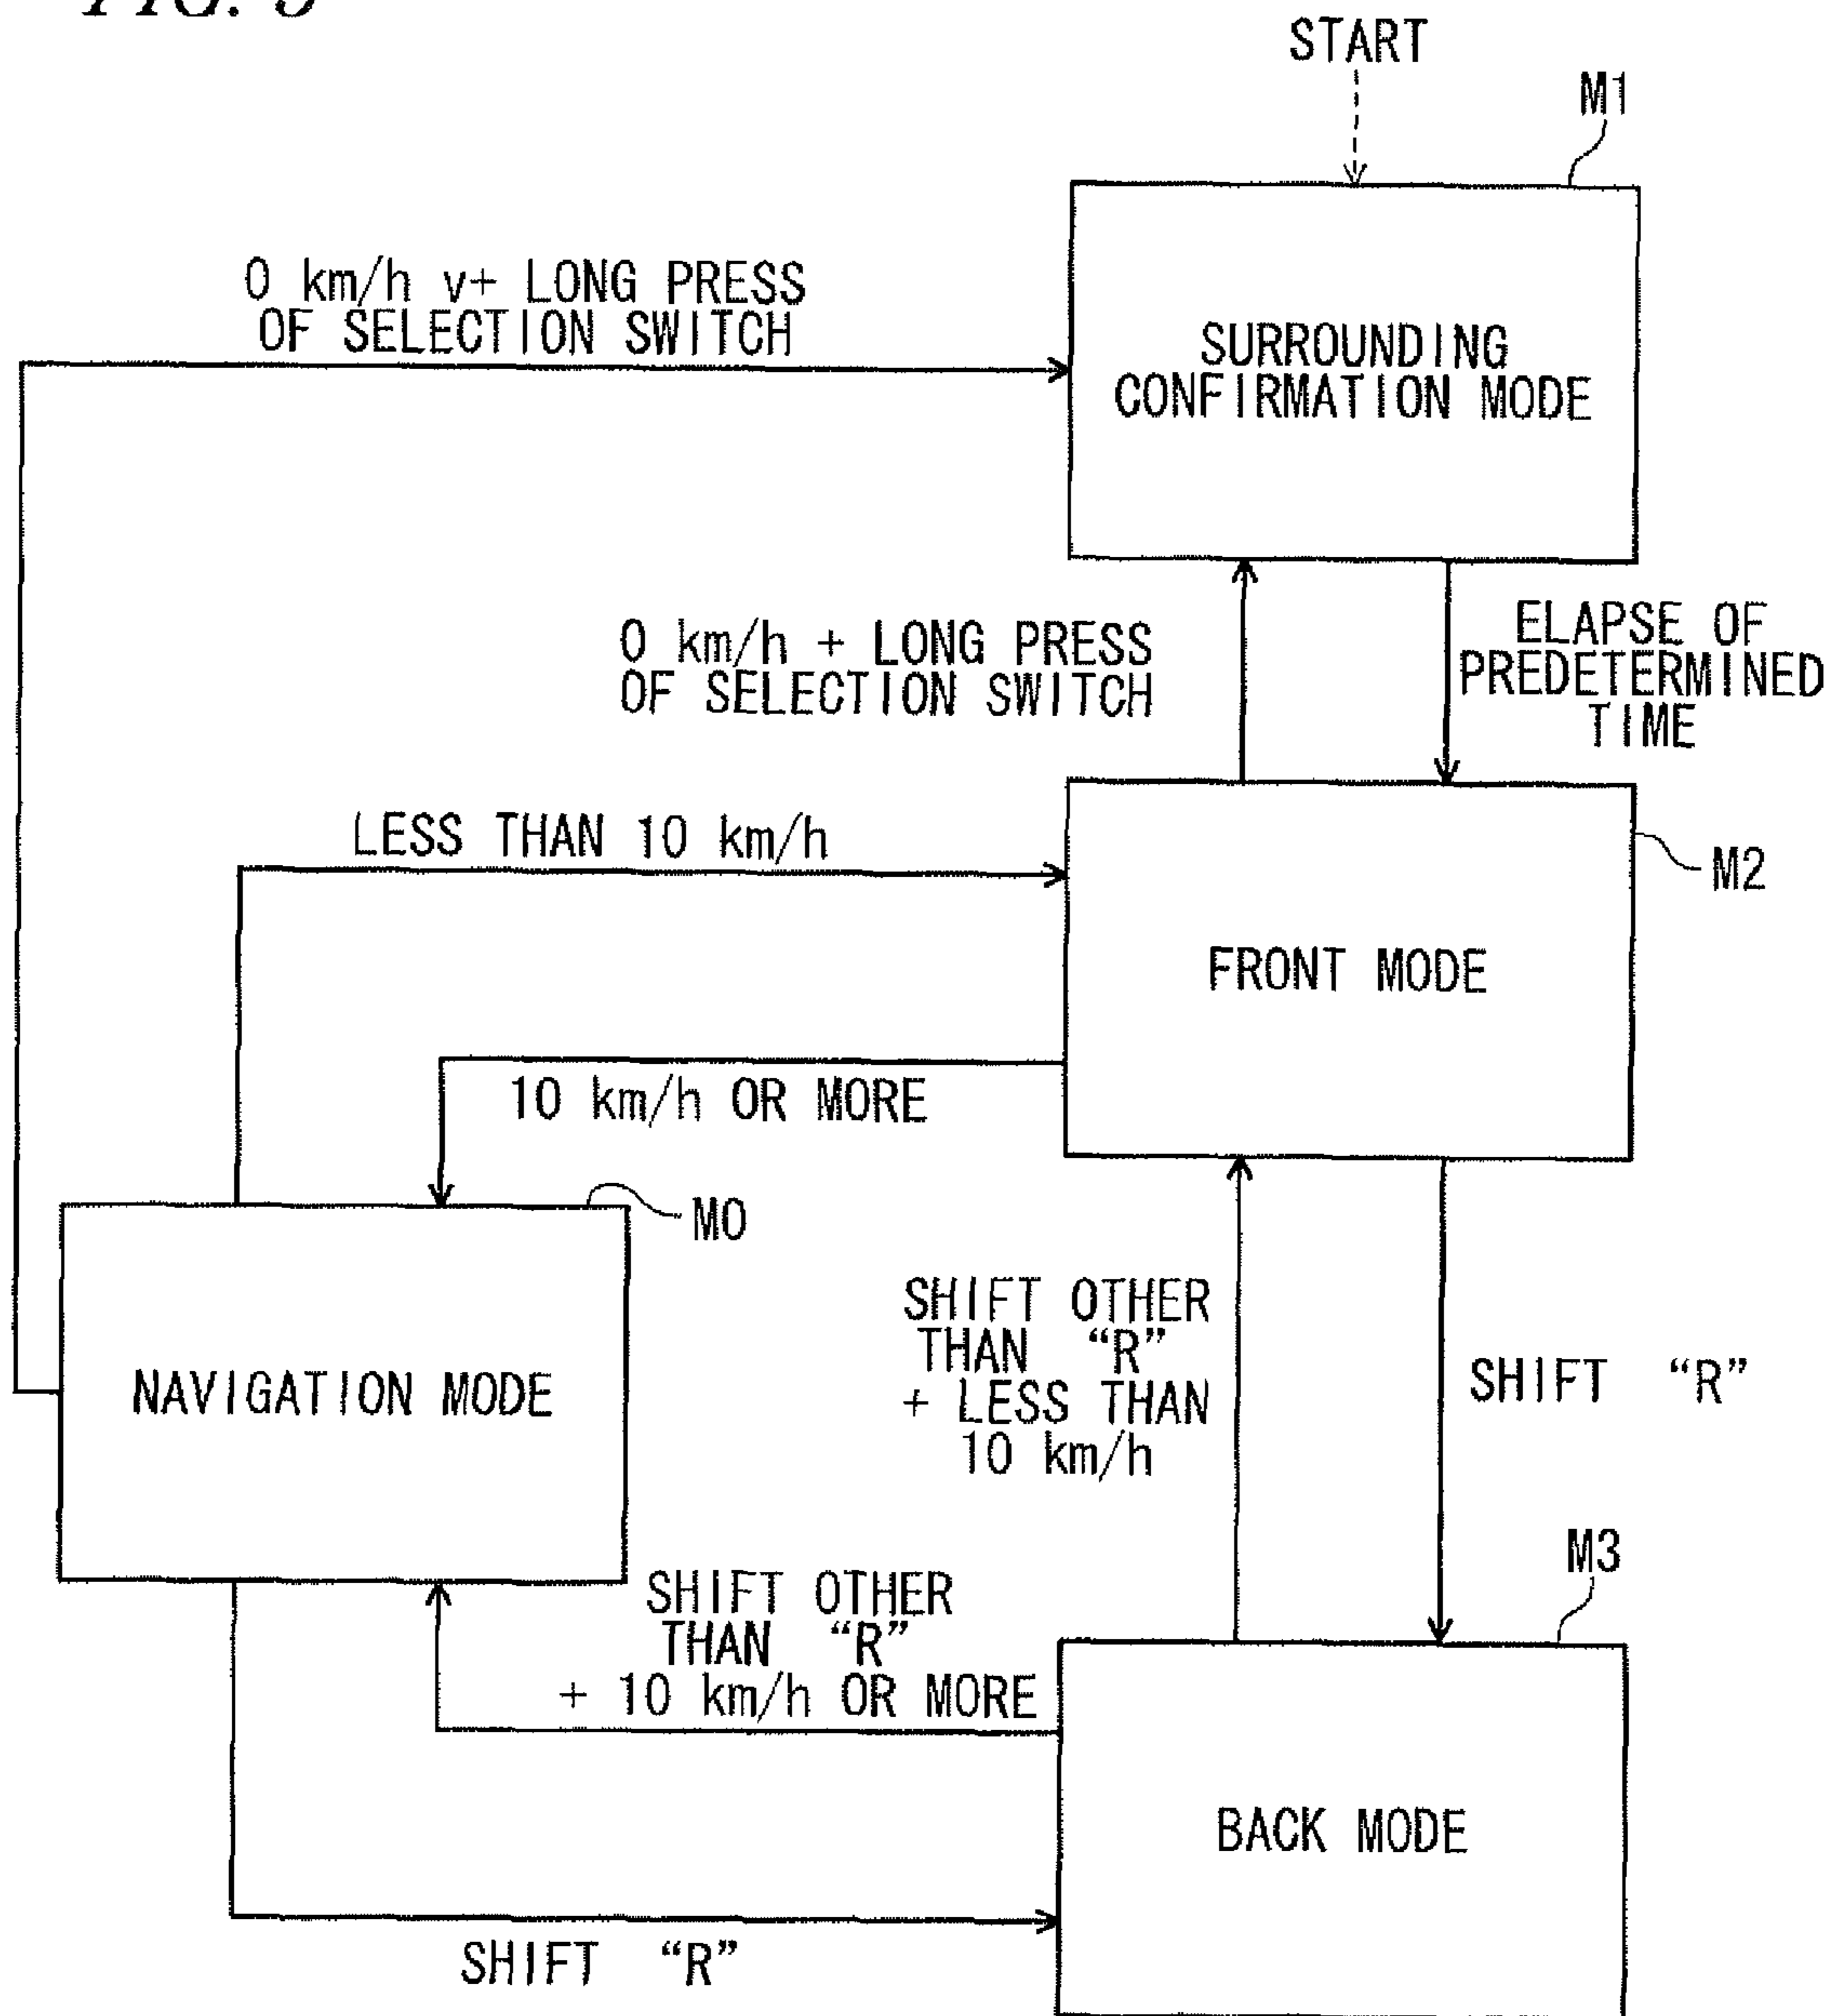 START
M1
0 km/h v+ LONG PRESS
OF SELECTION SWITCH
SURROUNDING
CONFIRMATION MODE
0 km/h + LONG PRESS
OF SELECTION SWITCH
ELAPSE OF
PREDETERMINED
TIME
LESS THAN 10 km/h
M2
FRONT MODE
10 km/h OR MORE
M0
NAVIGATION MODE
SHIFT OTHER
THAN “R”
+ LESS THAN
10 km/h
SHIFT “R”
M3
SHIFT OTHER
THAN “R”
+ 10 km/h OR MORE
BACK MODE
SHIFT “R”